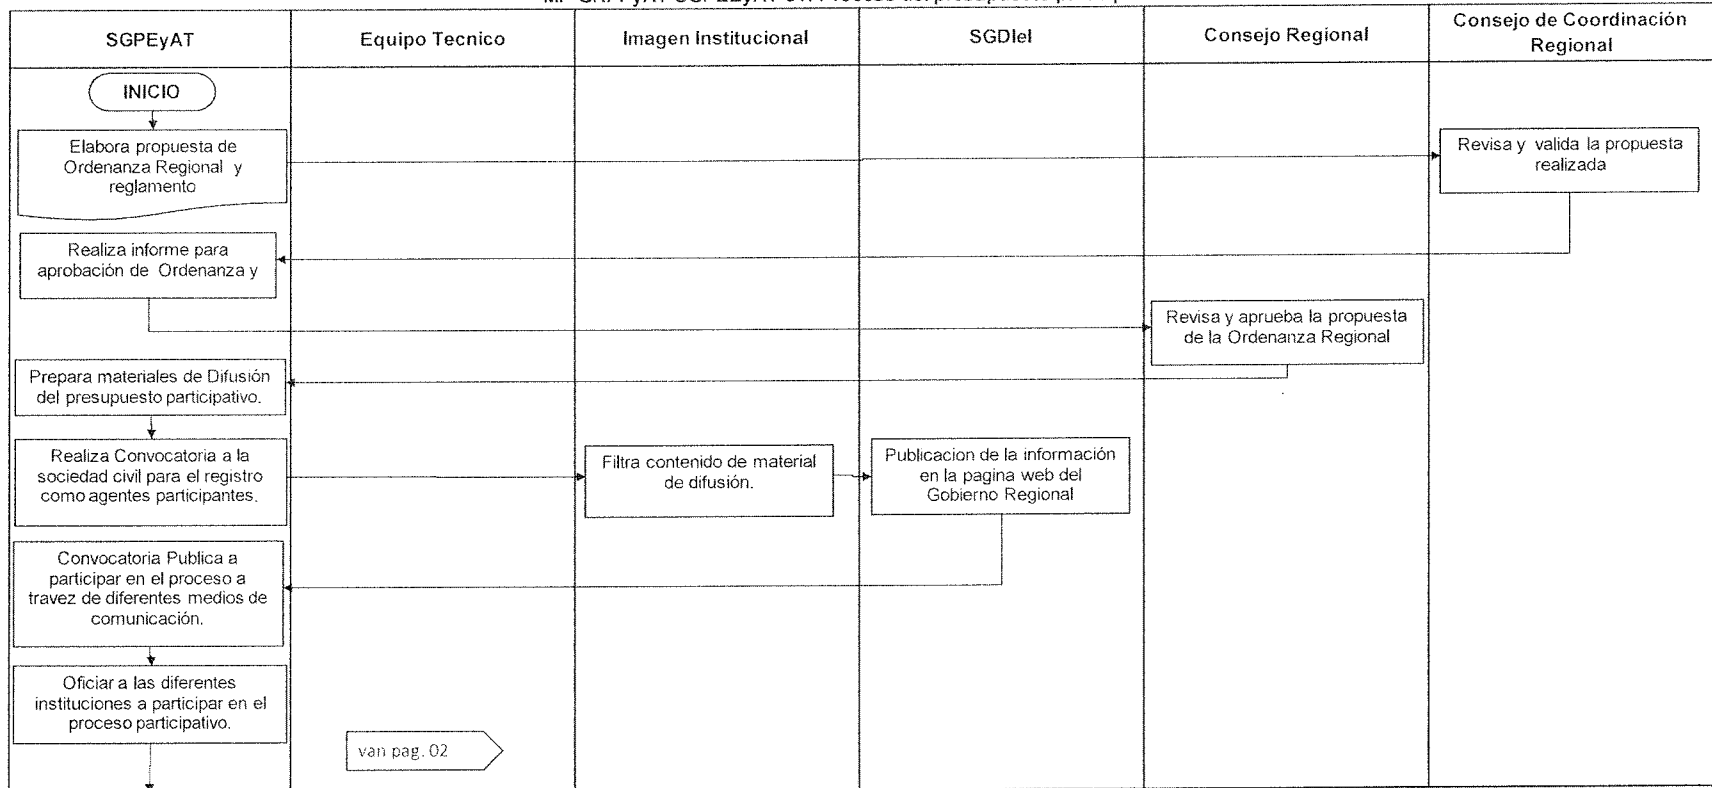 Consejo de Coordinación
Regional
SGPEyAT
Equipo Tecnico
Imagen Institucional
SGDIeI
Consejo Regional
INICIO
Elabora propuesta de
Ordenanza Regional y
reglamento
Revisa y valida la propuesta
realizada
Realiza informe para
aprobación de Ordenanza y
Revisa y aprueba la propuesta
de la Ordenanza Regional
Prepara materiales de Difusión
del presupuesto participativo.
Realiza Convocatoria a la
sociedad civil para el registro
como agentes participantes.
Filtra contenido de material
de difusión.
Publicacion de la información
en la pagina web del
Gobierno Regional
Convocatoria Publica a
participar en el proceso a
travez de diferentes medios de
comunicación.
Oficiar a las diferentes
instituciones a participar en el
proceso participativo.
van pag. 02